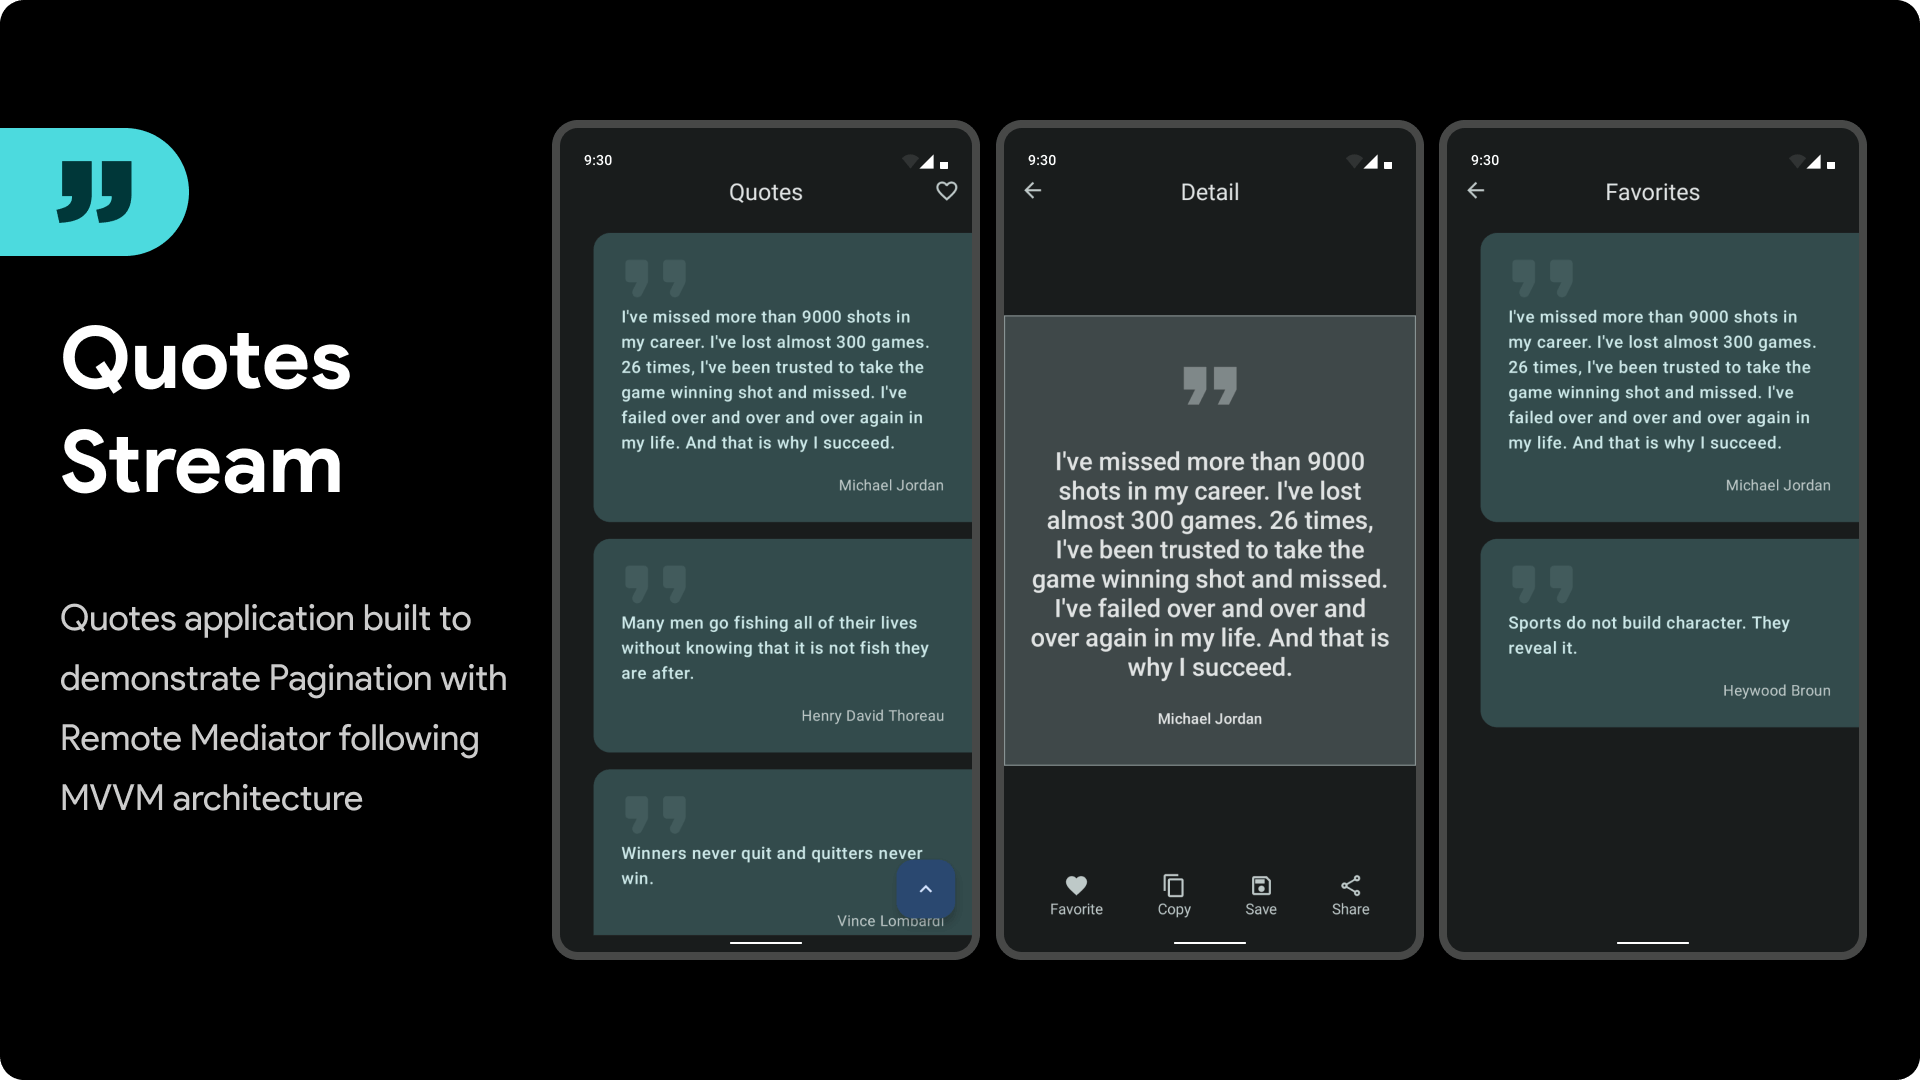 Quotes
Stream
Quotes application built to
demonstrate Pagination with
Remote Mediator following
MVVM architecture
9:30
Quotes
I've missed more than 9000 shots in
my career. I've lost almost 300 games.
26 times, I've been trusted to take the
game winning shot and missed. I've
failed over and over and over again in
my life. And that is why I succeed.
Michael Jordan
Many men go fishing all of their lives
without knowing that it is not fish they
are after.
Henry David Thoreau
Winners never quit and quitters never
win.
Vince Lombardi
9:30
Detail
I've missed more than 9000
shots in my career. I've lost
almost 300 games. 26 times,
I've been trusted to take the
game winning shot and missed.
I've failed over and over and
over again in my life. And that is
why I succeed.
Michael Jordan
Favorite
Copy
Save
Share
9:30
Favorites
I've missed more than 9000 shots in
my career. I've lost almost 300 games.
26 times, I've been trusted to take the
game winning shot and missed. I've
failed over and over and over again in
my life. And that is why I succeed.
Michael Jordan
Sports do not build character. They
reveal it.
Heywood Broun